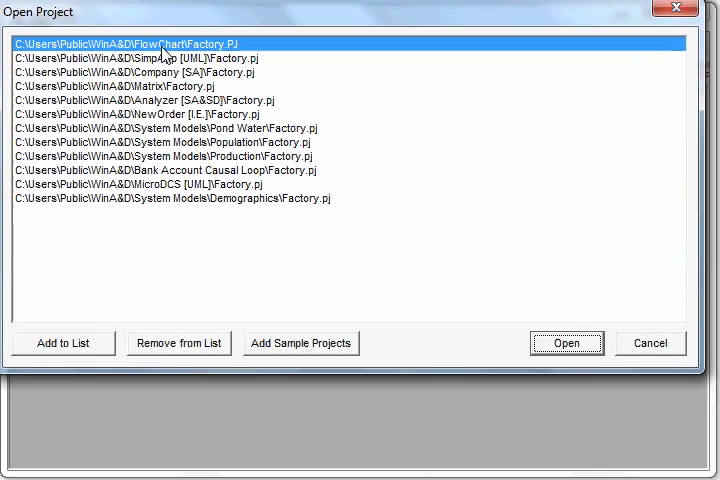 Open Project
C:\Users\Public\WinA&D\FlowChart\Factory.PJ
C:\Users\Public\WinA&D\SimpApp [UML]\Factory.pj
C:\Users\Public\WinA&D\Company [SA]\Factory.pj
C:\Users\Public\WinA&D\Matrix\Factory.pj
C:\Users\Public\WinA&D\Analyzer [SA&SD]\Factory.pj
C:\Users\Public\WinA&D\NewOrder [I.E.]\Factory.pj
C:\Users\Public\WinA&D\System Models\Pond Water\Factory.pj
C:\Users\Public\WinA&D\System Models\Population\Factory.pj
C:\Users\Public\WinA&D\System Models\Production\Factory.pj
C:\Users\Public\WinA&D\Bank Account Causal Loop\Factory.pj
C:\Users\Public\WinA&D\MicroDCS [UML]\Factory.pj
C:\Users\Public\WinA&D\System Models\Demographics\Factory.pj
Add to List Remove from List Add Sample Projects Open Cancel